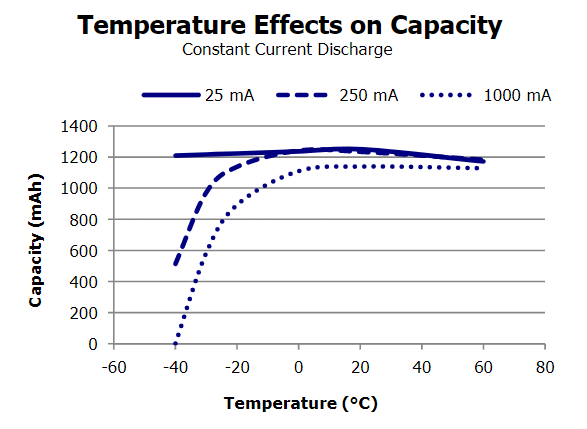 Temperature Effects on Capacity
Constant Current Discharge
25 mA 250 mA 1000 mA
1400
1200
1000
800
600
400
200
0
Capacity (mAh)
-60 -40 -20 0 20 40 60 80
Temperature (°C)